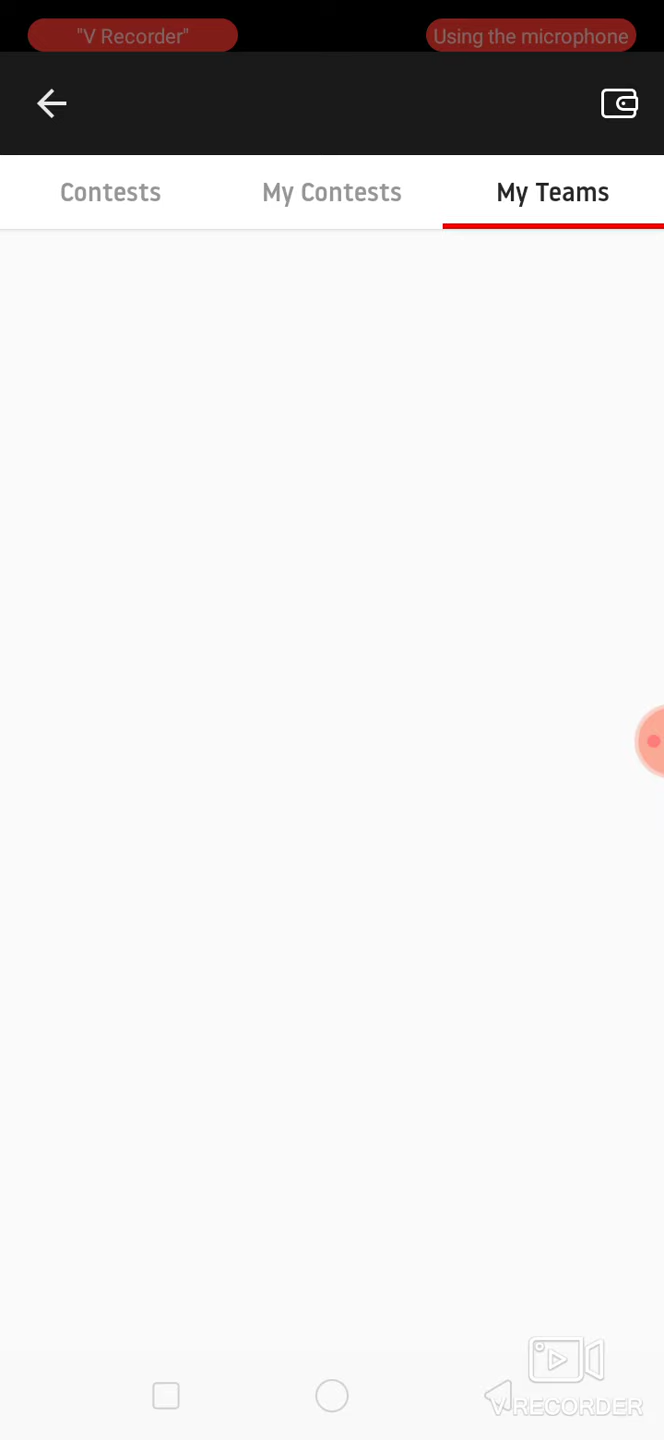 "V Recorder"
Using the microphone
Contests
My Contests
My Teams
V RECORDER